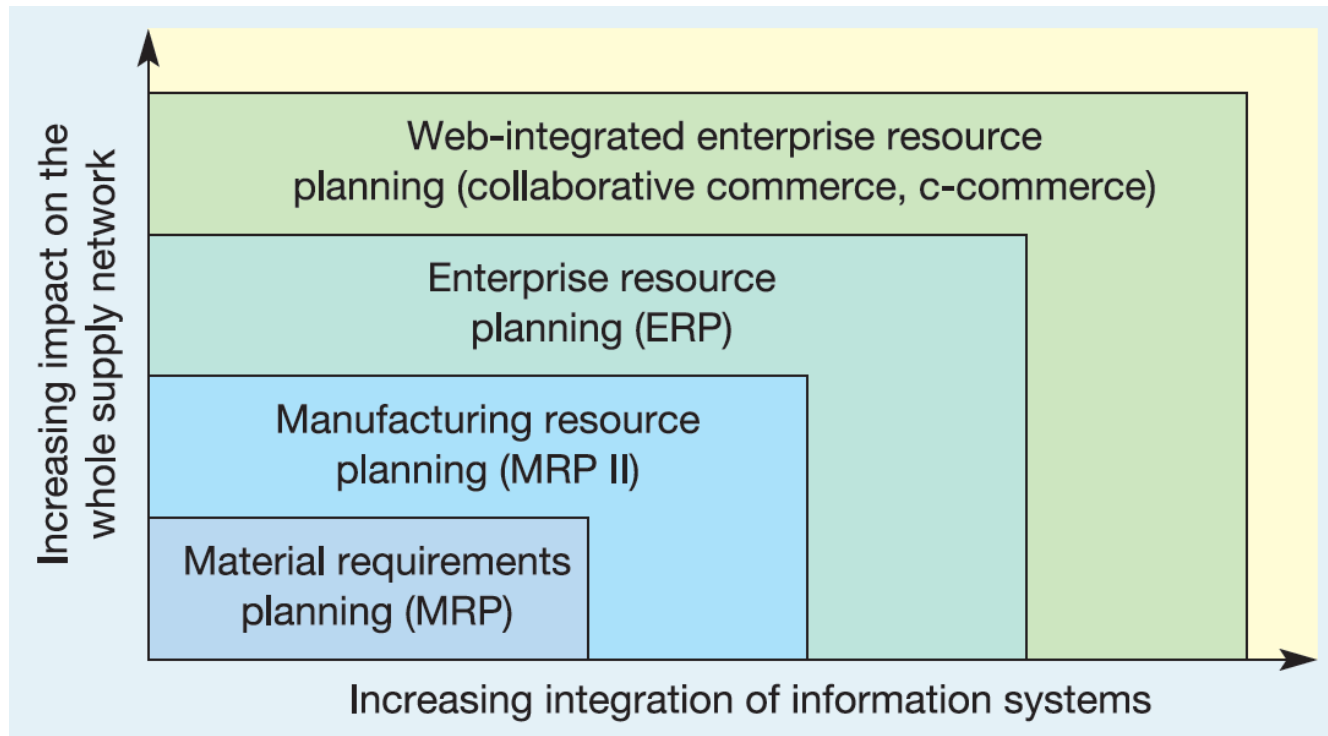 Increasing impact on the
whole supply network
Web-integrated enterprise resource
planning (collaborative commerce, c-commerce)
Enterprise resource
planning (ERP)
Manufacturing resource
planning (MRP II)
Material requirements
planning (MRP)
Increasing integration of information systems